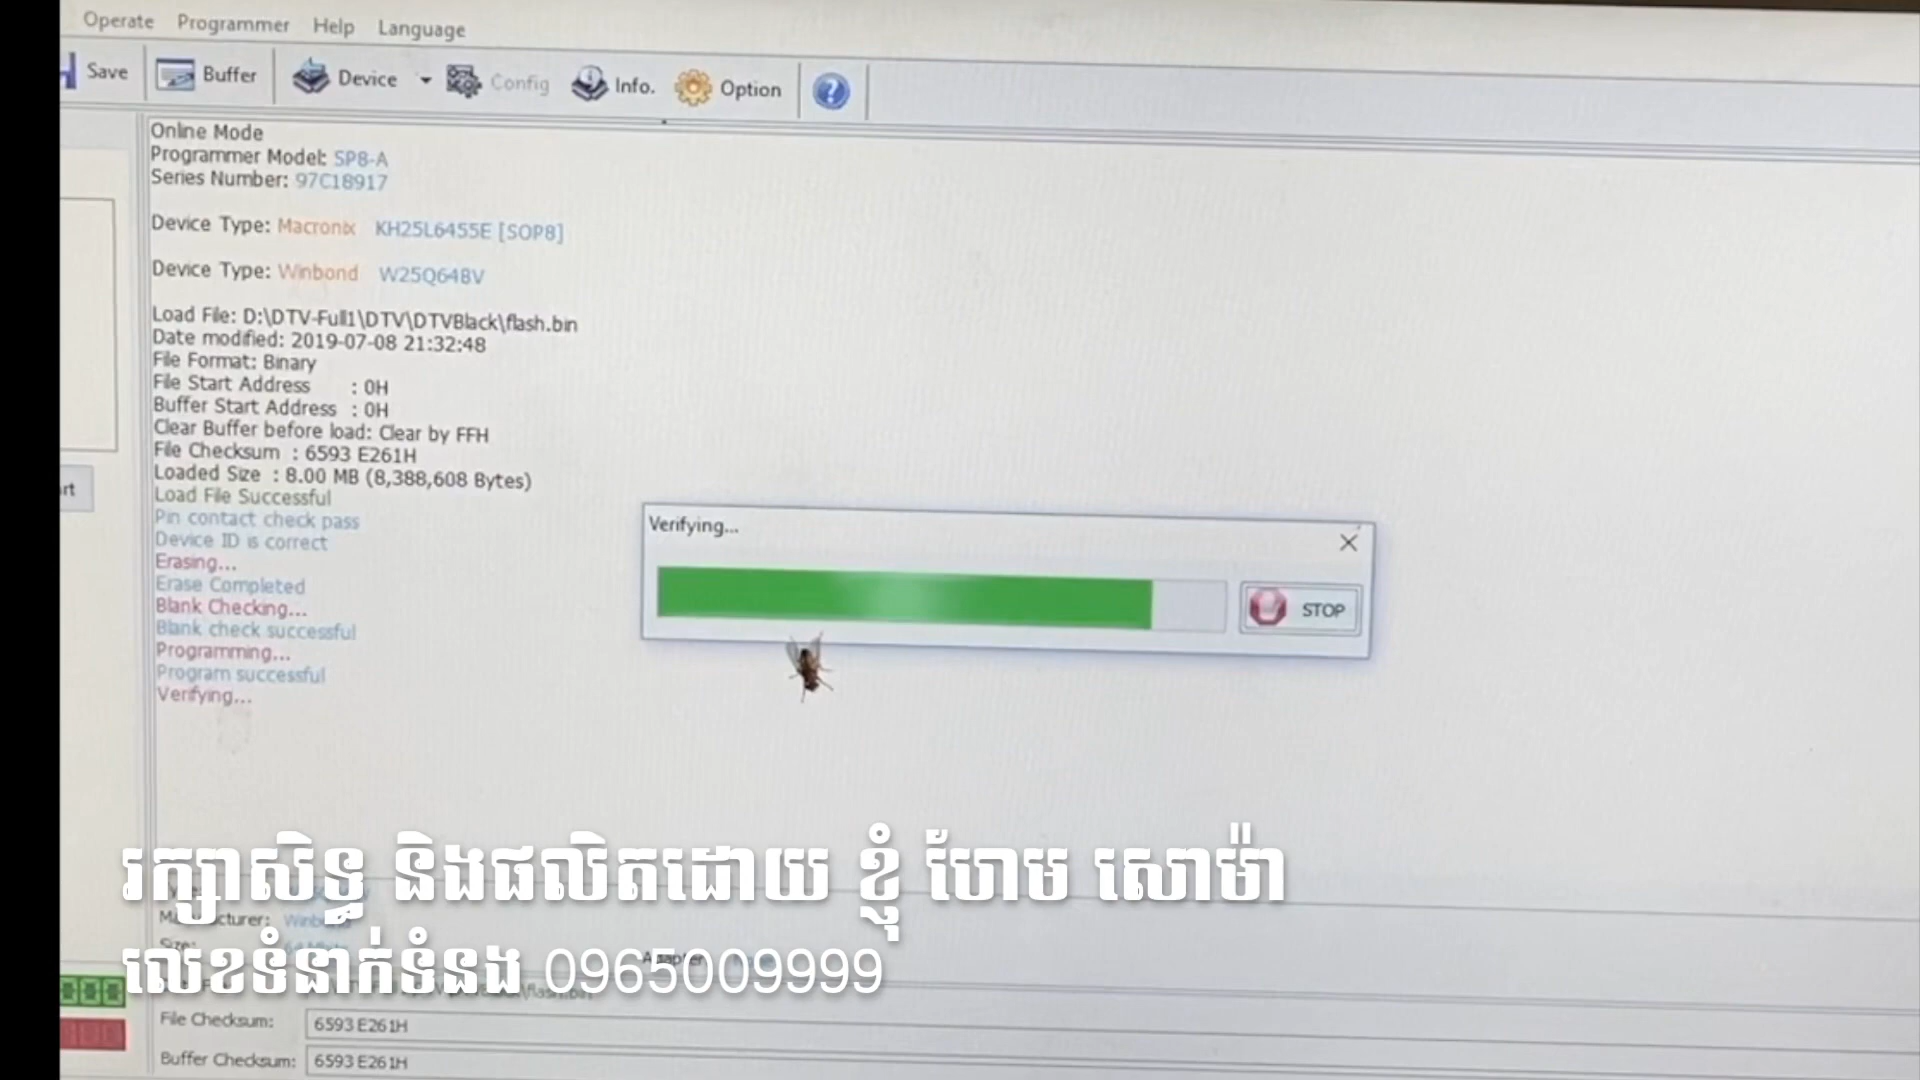 Operate Programmer Help Language
Save Buffer Device Config Info. Option
Online Mode
Programmer Model: SP8-A
Series Number: 97C18917
Device Type: Macronix KH25L6455E [SOP8]
Device Type: Winbond W25Q64BV
Load File: D:\DTV-Full1\DTV\DTVBlack\flash.bin
Date modified: 2019-07-08 21:32:48
File Format: Binary
File Start Address : 0H
Buffer Start Address : 0H
Clear Buffer before load: Clear by FFH
File Checksum : 6593 E261H
Loaded Size : 8.00 MB (8,388,608 Bytes)
Load File Successful
Pin contact check pass
Device ID is correct
Erasing...
Erase Completed
Blank Checking...
Blank check successful
Programming...
Program successful
Verifying...
Verifying...
STOP
រក្សាសិទ្ធ និងផលិតដោយ ខ្ញុំ ហែម សោម៉ា
លេខទំនាក់ទំនង 0965009999
File Checksum: 6593 E261H
Buffer Checksum: 6593 E261H